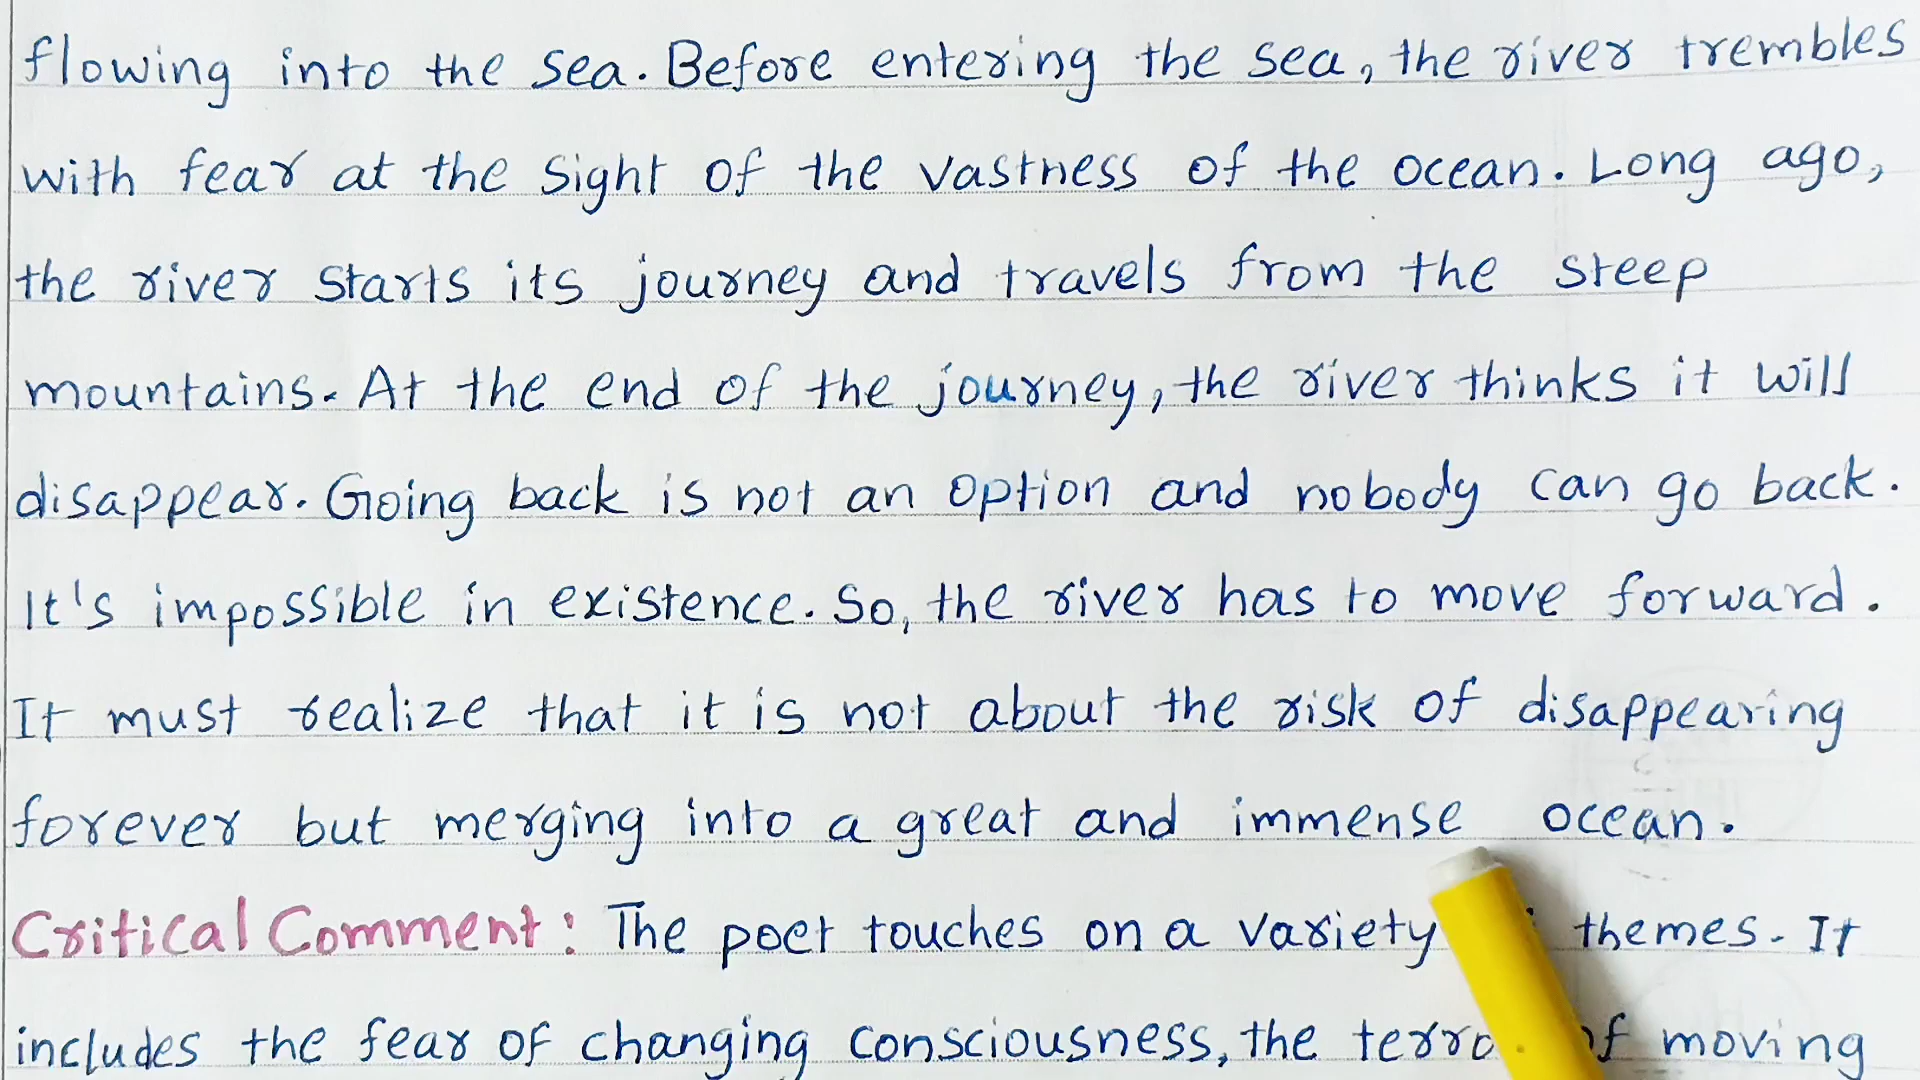 flowing into the sea. Before entering the sea, the river trembles
with fear at the sight of the vastness of the ocean. Long ago,
the river starts its journey and travels from the steep
mountains. At the end of the journey, the river thinks it will
disappear. Going back is not an option and nobody can go back.
It's impossible in existence. So, the river has to move forward.
It must realize that it is not about the risk of disappearing
forever but merging into a great and immense ocean.
Critical Comment: The poet touches on a variety themes. It
includes the fear of changing consciousness, the of moving